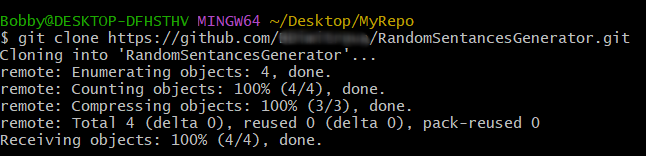 Bobby@DESKTOP-DFHSTHV MINGW64 ~/Desktop/MyRepo
$ git clone https://github.com/ /RandomSentancesGenerator.git
Cloning into 'RandomSentancesGenerator'...
remote: Enumerating objects: 4, done.
remote: Counting objects: 100% (4/4), done.
remote: Compressing objects: 100% (3/3), done.
remote: Total 4 (delta 0), reused 0 (delta 0), pack-reused 0
Receiving objects: 100% (4/4), done.